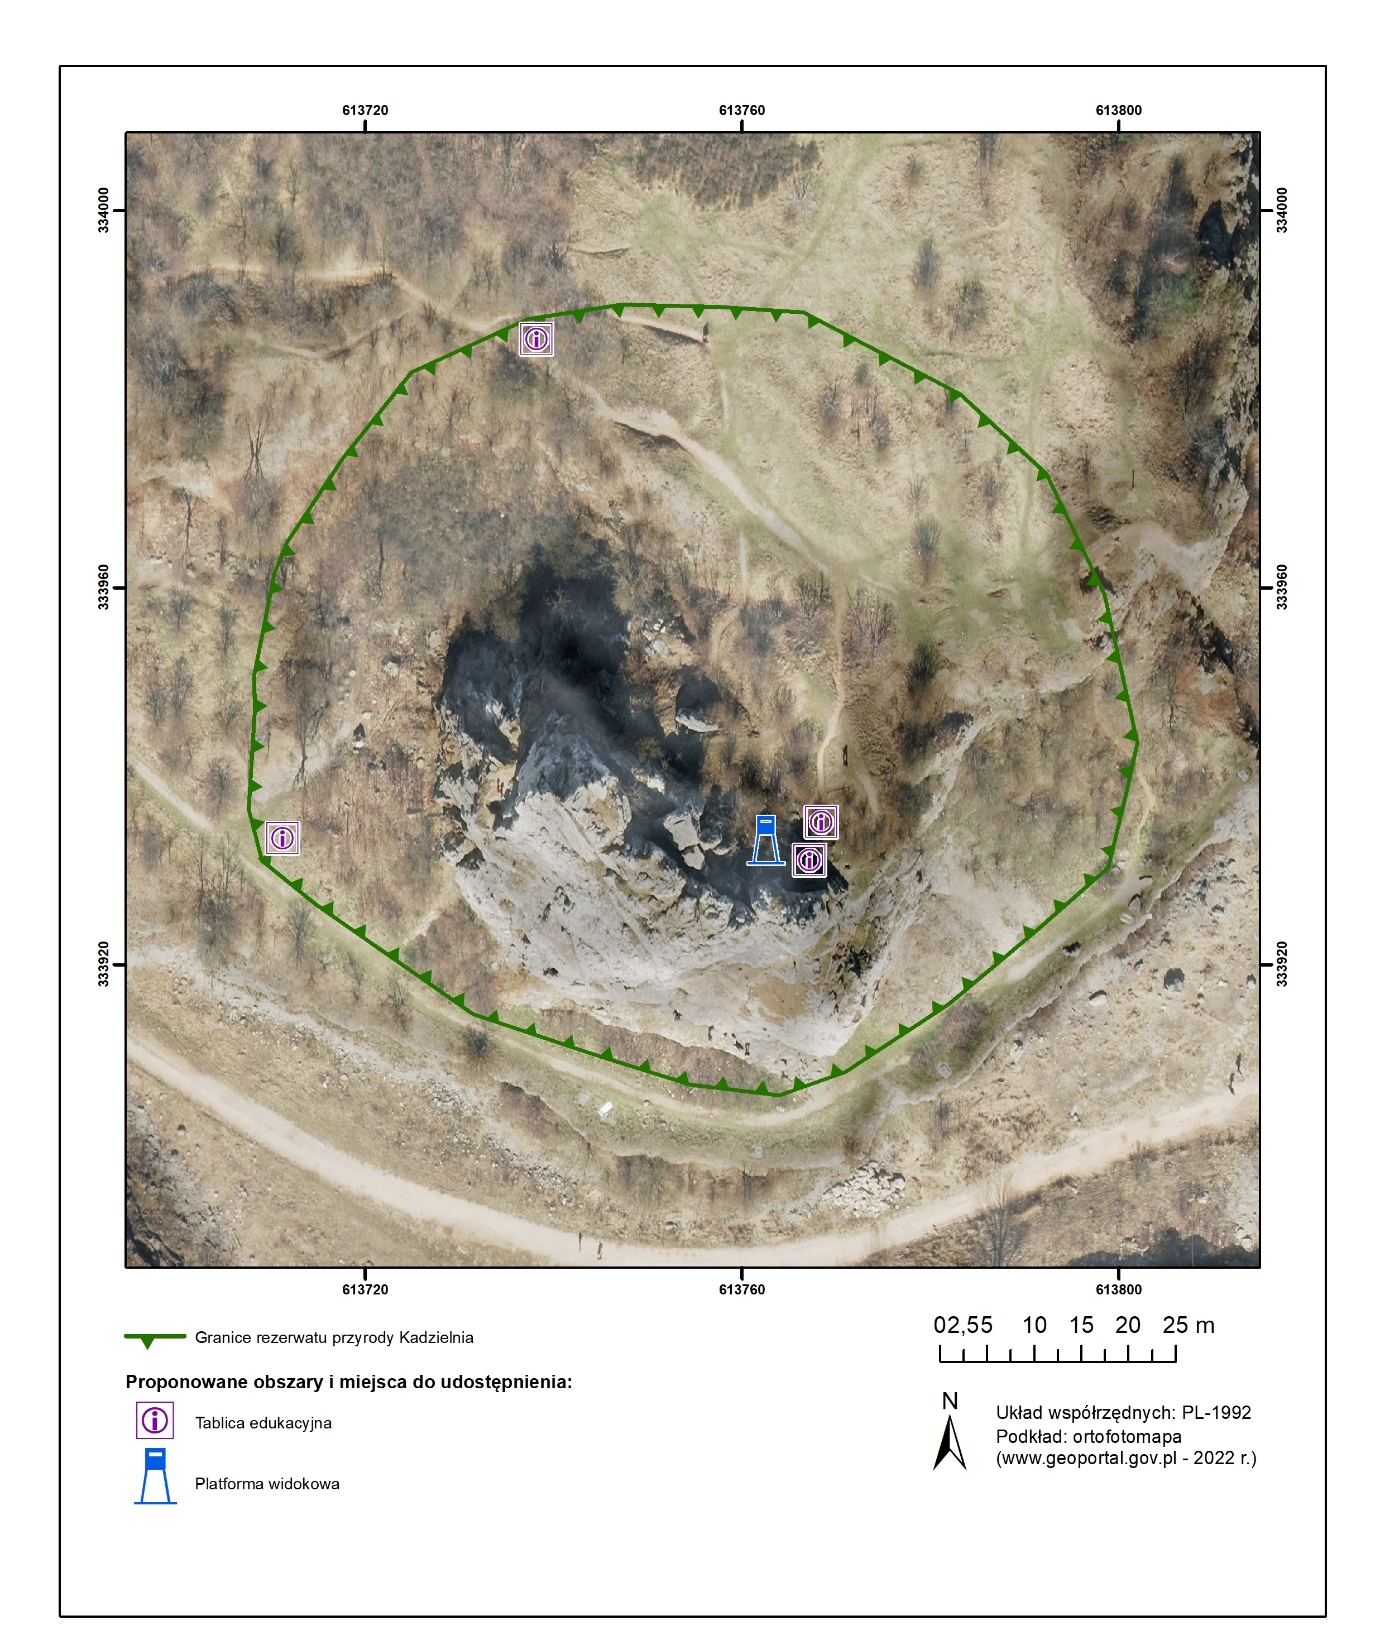 613720 613760 613800
334000 334000
333960 333960
333920 333920
613720 613760 613800
Granice rezerwatu przyrody Kadzielnia
Proponowane obszary i miejsca do udostępnienia:
Tablica edukacyjna
Platforma widokowa
02,55 10 15 20 25 m
N
Układ współrzędnych: PL-1992
Podkład: ortofotomapa
(www.geoportal.gov.pl - 2022 r.)